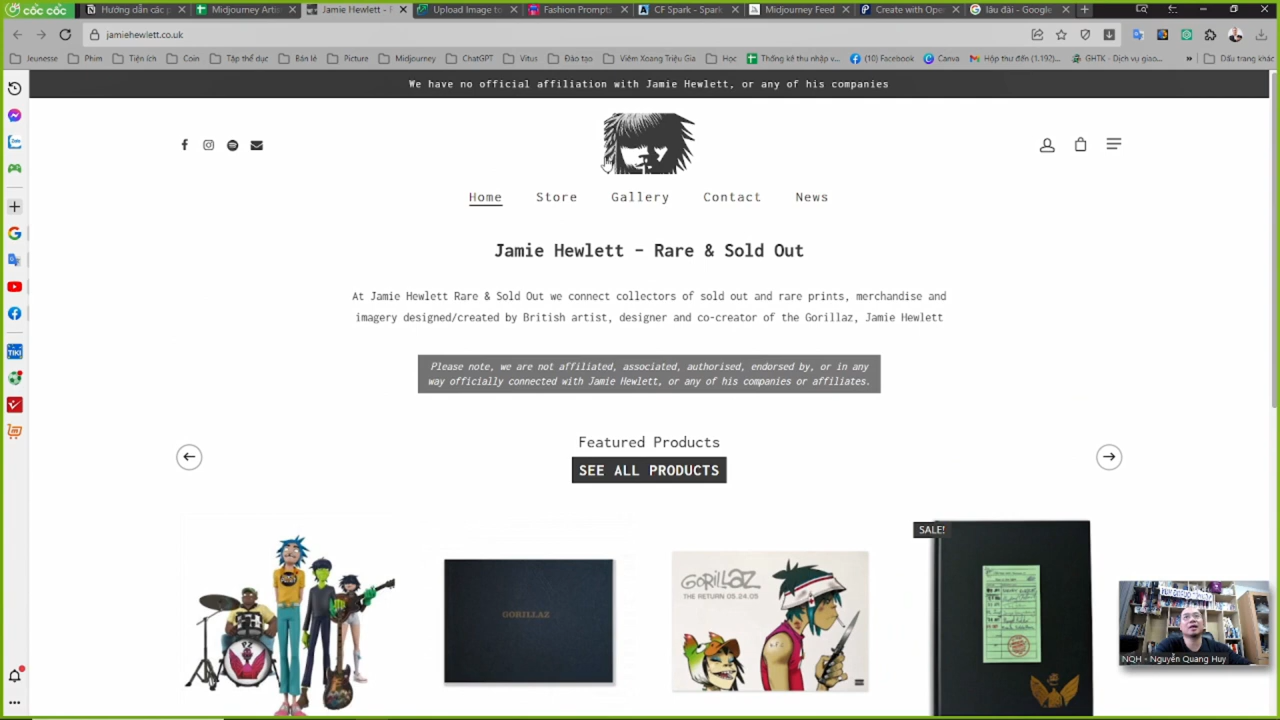 cốc cốc
Hướng dẫn các p
Midjourney Artis
Jamie Hewlett - R
Upload Image to
Fashion Prompts
CF Spark - Spark
Midjourney Feed
Create with Open
lâu đài - Google
jamiehewlett.co.uk
Jeunesse
Phim
Tiện ích
Coin
Tập thể dục
Bán lẻ
Picture
Midjourney
ChatGPT
Vitus
Đào tạo
Viêm Xoang Triệu Gia
Học
Thống kê thu nhập v...
(10) Facebook
Canva
Hộp thư đến (1.192)...
GHTK - Dịch vụ giao...
Dấu trang khác
We have no official affiliation with Jamie Hewlett, or any of his companies
Home
Store
Gallery
Contact
News
Jamie Hewlett – Rare & Sold Out
At Jamie Hewlett Rare & Sold Out we connect collectors of sold out and rare prints, merchandise and
imagery designed/created by British artist, designer and co-creator of the Gorillaz, Jamie Hewlett
Please note, we are not affiliated, associated, authorised, endorsed by, or in any
way officially connected with Jamie Hewlett, or any of his companies or affiliates.
Featured Products
SEE ALL PRODUCTS
SALE!
GORILLAZ
GORILLAZ
THE RETURN 05.24.05
TIKI
NQH - Nguyễn Quang Huy